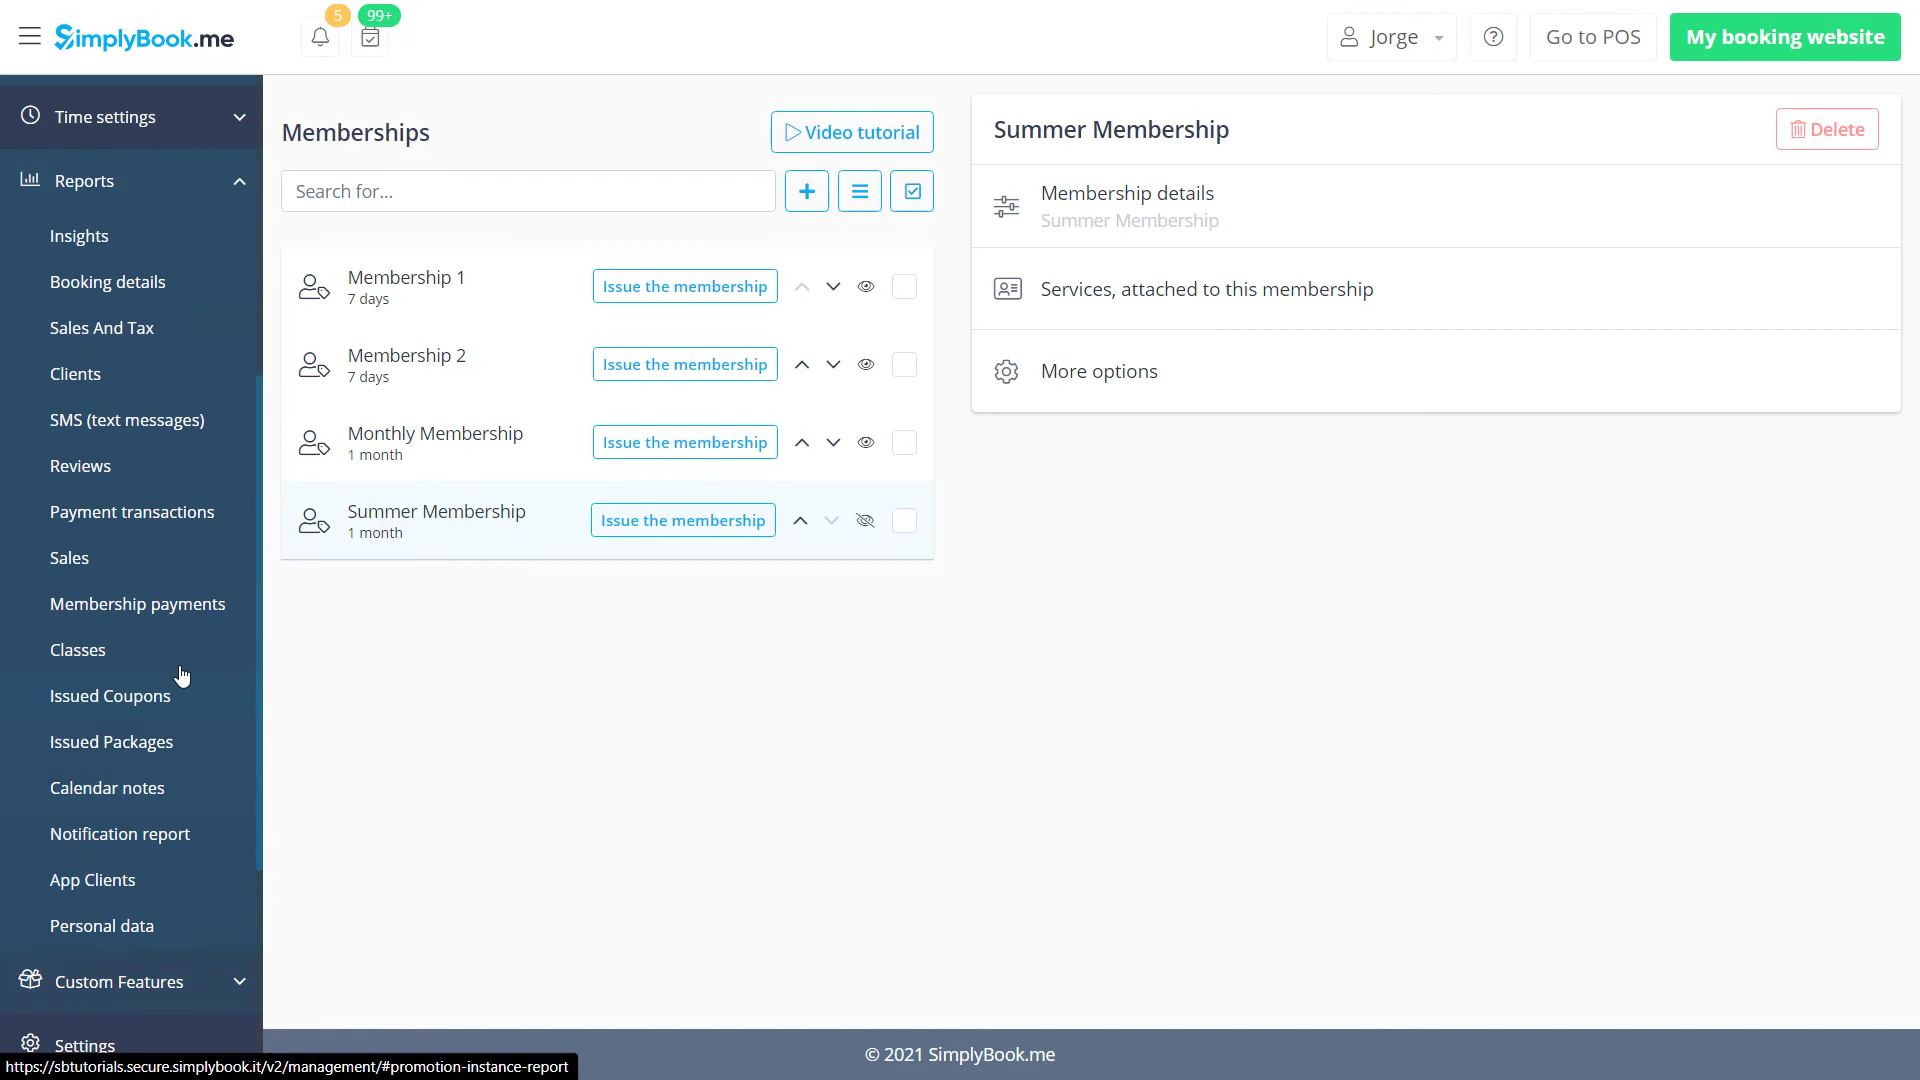 SimplyBook.me
5
99+
Jorge
Go to POS
My booking website
Time settings
Reports
Insights
Booking details
Sales And Tax
Clients
SMS (text messages)
Reviews
Payment transactions
Sales
Membership payments
Classes
Issued Coupons
Issued Packages
Calendar notes
Notification report
App Clients
Personal data
Custom Features
Settings
Memberships
Video tutorial
Search for...
Membership 1
7 days
Issue the membership
Membership 2
7 days
Issue the membership
Monthly Membership
1 month
Issue the membership
Summer Membership
1 month
Issue the membership
Summer Membership
Delete
Membership details
Summer Membership
Services, attached to this membership
More options
© 2021 SimplyBook.me
https://sbtutorials.secure.simplybook.it/v2/management/#promotion-instance-report